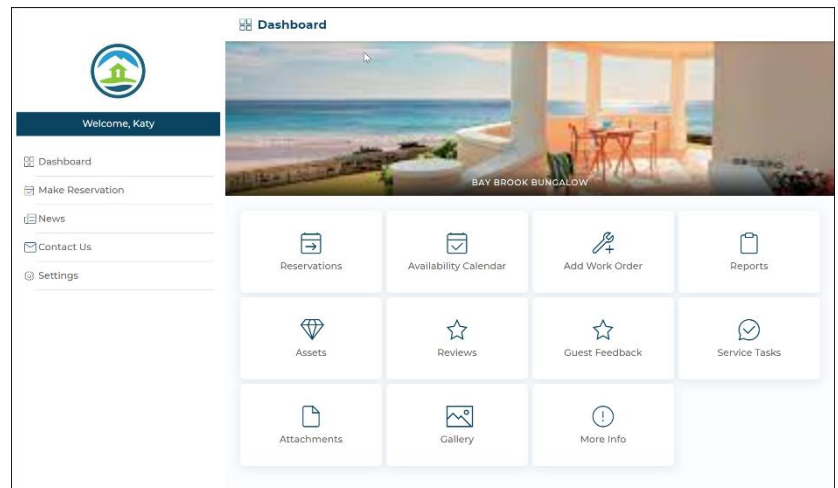 Dashboard
Welcome, Katy
Dashboard
Make Reservation
News
Contact Us
Settings
BAY BROOK BUNGALOW
Reservations
Availability Calendar
Add Work Order
Reports
Assets
Reviews
Guest Feedback
Service Tasks
Attachments
Gallery
More Info